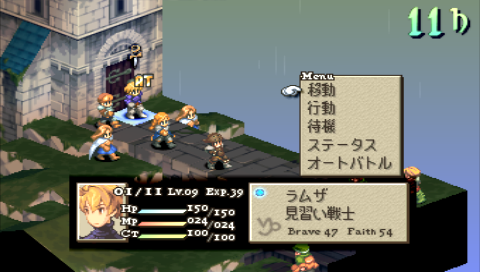 11h
AT
Menu
移動
行動
待機
ステータス
オートバトル
01/11 Lv.09 Exp.39
Hp 150/150
Mp 024/024
CT 100/100
ラムザ
見習い戦士
Brave 47 Faith 54